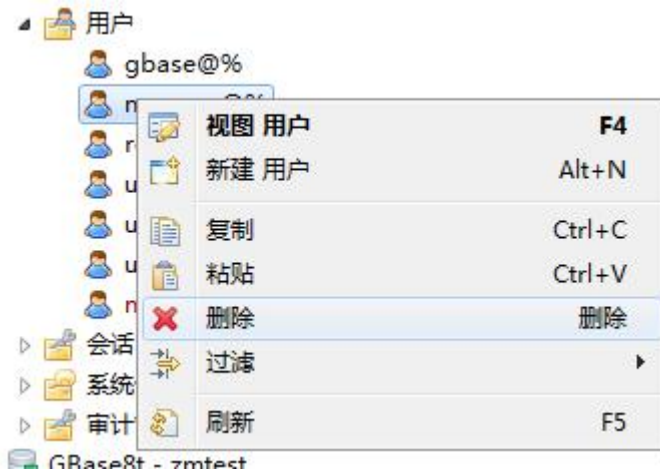 用户
gbase@%
视图 用户 F4
新建 用户 Alt+N
复制 Ctrl+C
粘贴 Ctrl+V
删除 删除
过滤
刷新 F5
会话
系统
审计
GBase8t - zmtest